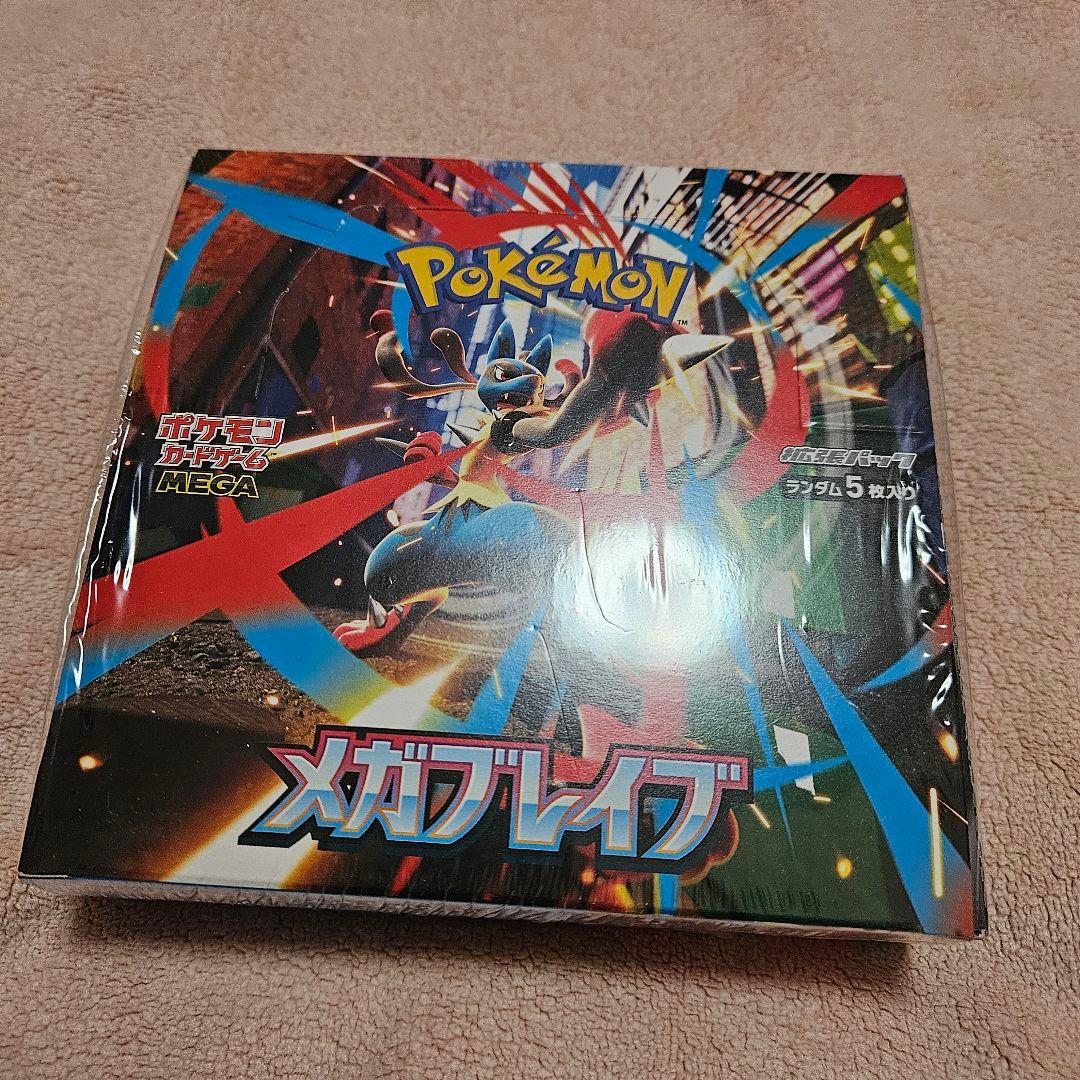 POKéMON
TM
ポケモン
カードゲーム
MEGA
拡張パック
ランダム5枚入り
メガブレイブ